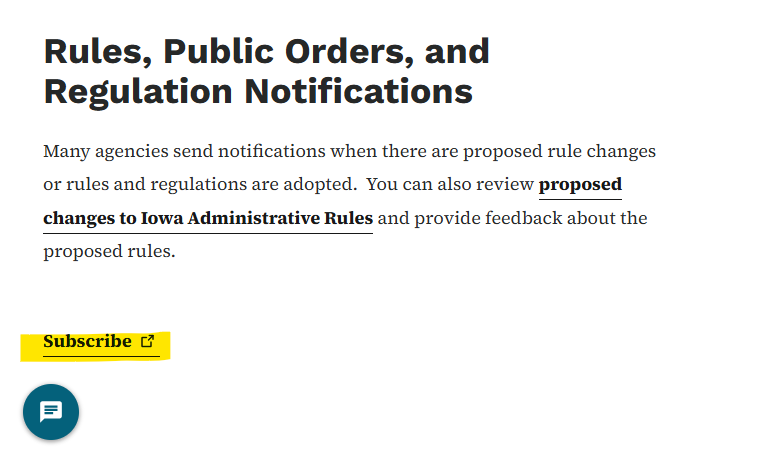 Rules, Public Orders, and
Regulation Notifications
Many agencies send notifications when there are proposed rule changes
or rules and regulations are adopted.  You can also review proposed
changes to Iowa Administrative Rules and provide feedback about the
proposed rules.
Subscribe